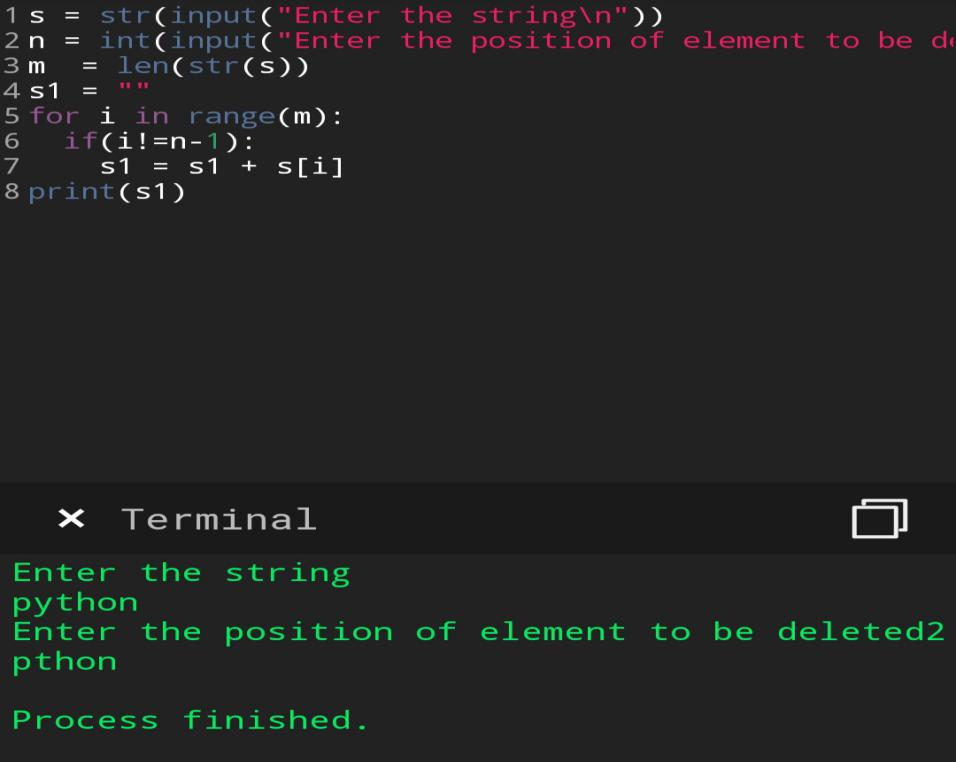 1 s = str(input("Enter the string\n"))
2 n = int(input("Enter the position of element to be
3 m  = len(str(s))
4 s1 = ""
5 for i in range(m):
6   if(i!=n-1):
7     s1 = s1 + s[i]
8 print(s1)
× Terminal
Enter the string
python
Enter the position of element to be deleted2
pthon
Process finished.